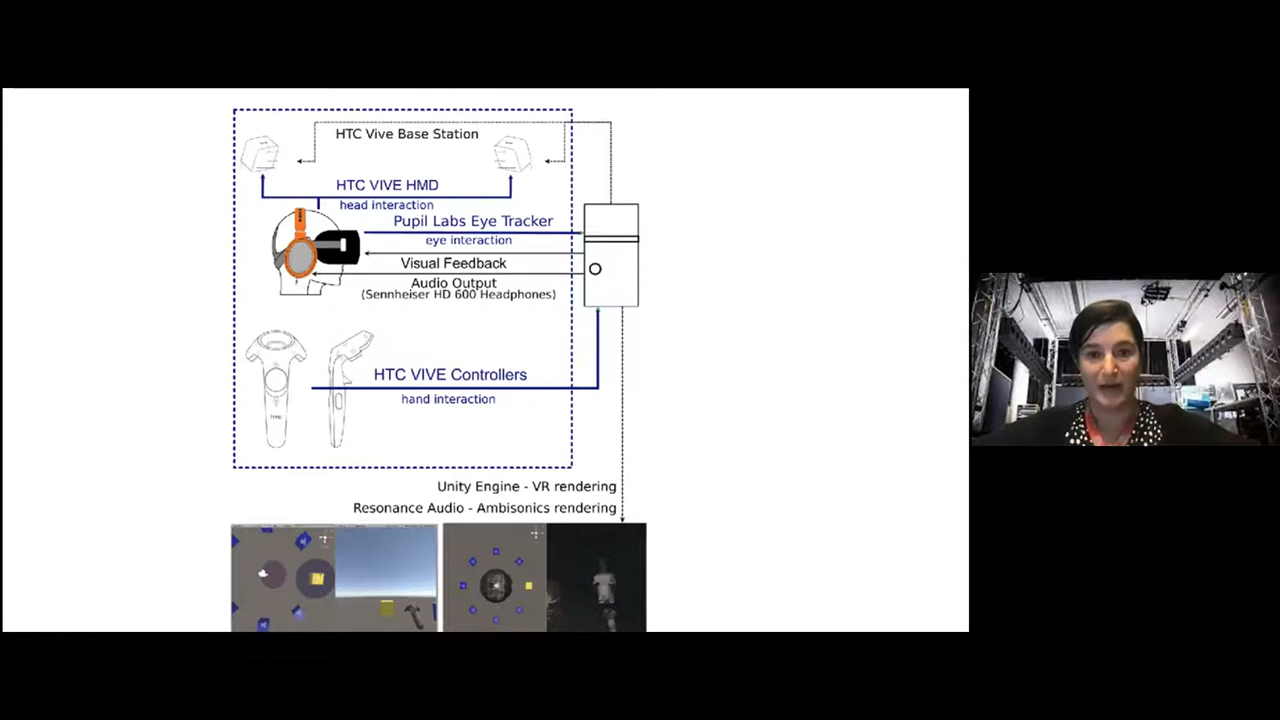 HTC Vive Base Station
HTC VIVE HMD
head interaction
Pupil Labs Eye Tracker
eye interaction
Visual Feedback
Audio Output
(Sennheiser HD 600 Headphones)
HTC VIVE Controllers
hand interaction
Unity Engine - VR rendering
Resonance Audio - Ambisonics rendering